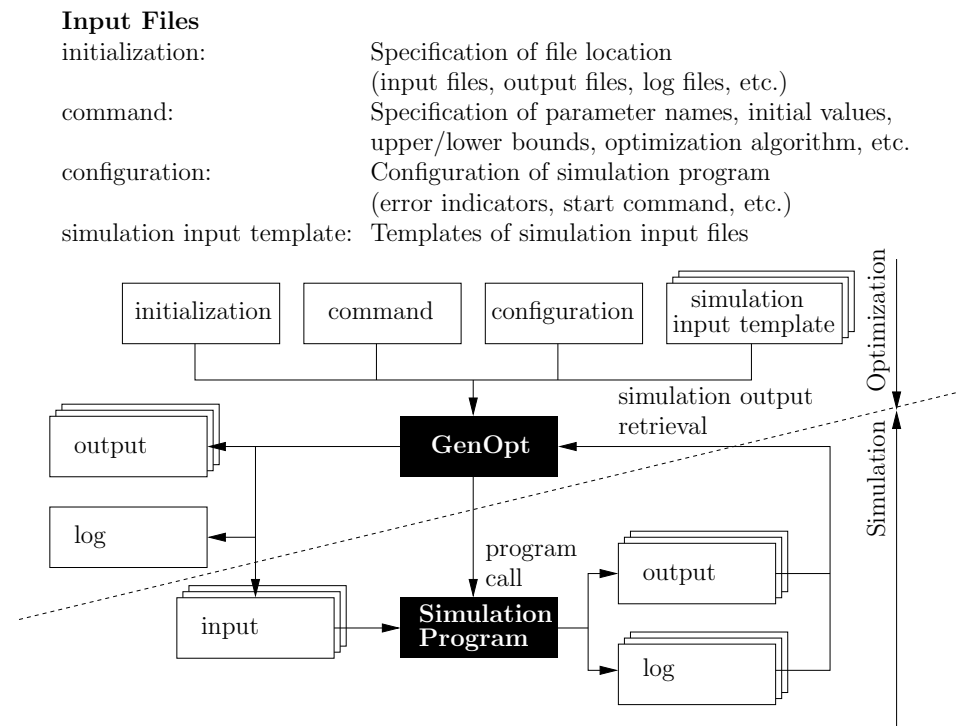 Input Files
initialization: Specification of file location
(input files, output files, log files, etc.)
command: Specification of parameter names, initial values,
upper/lower bounds, optimization algorithm, etc.
configuration: Configuration of simulation program
(error indicators, start command, etc.)
simulation input template: Templates of simulation input files
initialization
command
configuration
simulation
input template
Optimization
simulation output
retrieval
output
GenOpt
Simulation
log
program
call
output
input
Simulation
Program
log